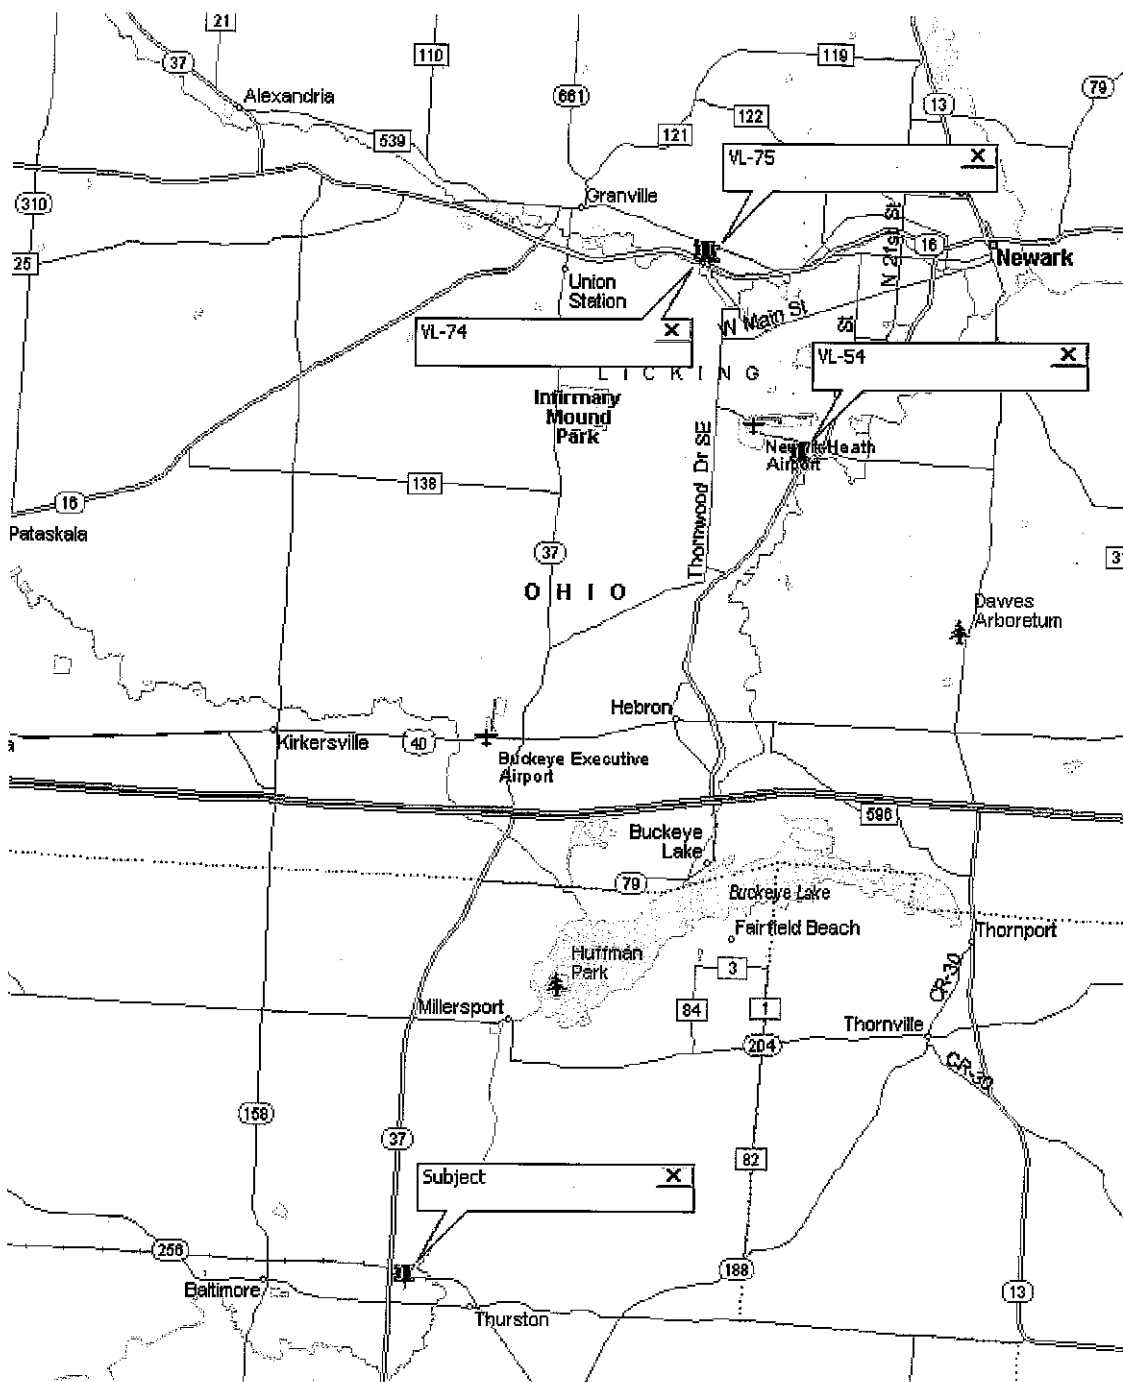 21
110
119
37
661
79
Alexandria
13
122
121
539
VL-75
X
310
Granville
N 21st St
16
Newark
25
Union
Station
W Main St
VL-74
X
VL-54
X
LICKING
Infirmary
Mound
Park
Newark-Heath
Airport
Thornwood Dr SE
138
16
Pataskala
37
OHIO
Dawes
Arboretum
Hebron
Kirkersville
40
Buckeye Executive
Airport
596
Buckeye
Lake
79
Buckeye Lake
Fairfield Beach
Thornport
Huffman
Park
3
CR-30
Millersport
84
1
Thornville
204
CR-30
158
37
82
Subject
X
256
188
Baltimore
13
Thurston